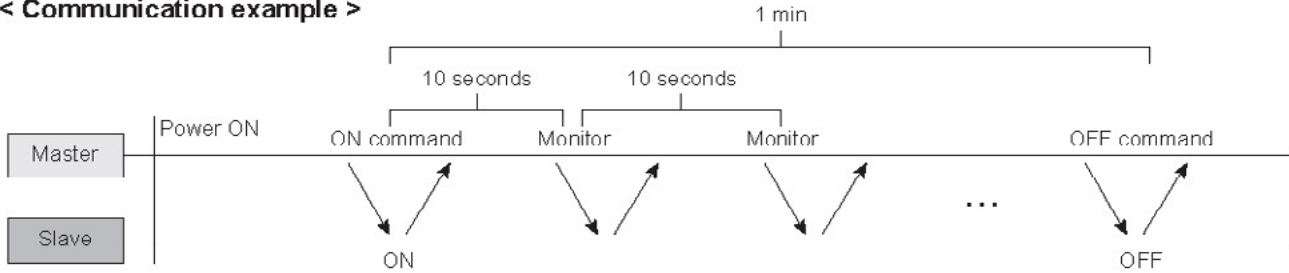 < Communication example >
1 min
10 seconds 10 seconds
Power ON
ON command Monitor Monitor OFF command
Master
...
Slave
ON OFF